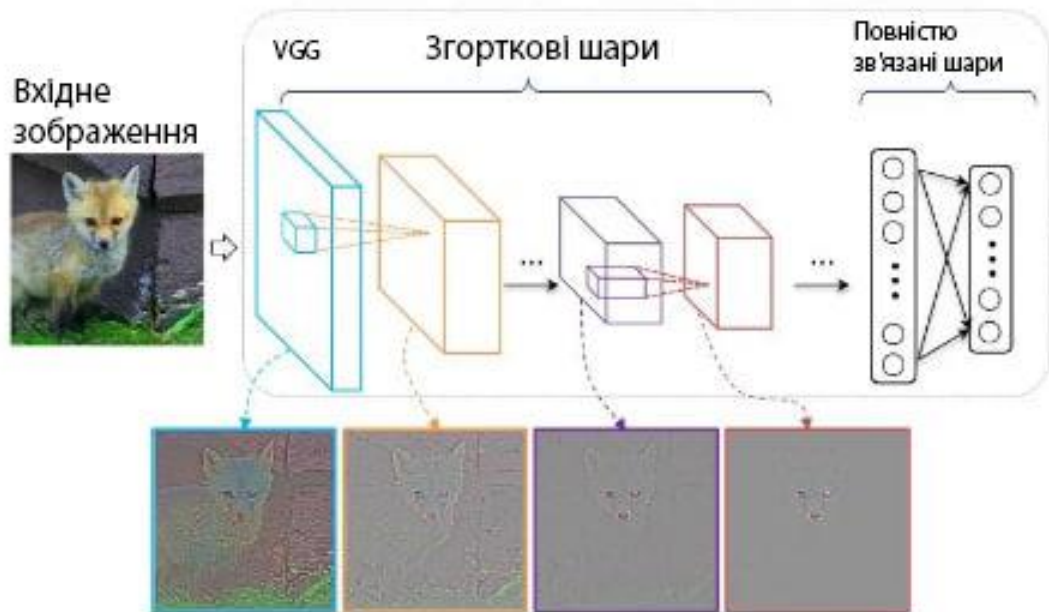 VGG
Згорткові шари
Повністю
зв'язані шари
Вхідне
зображення
...
...